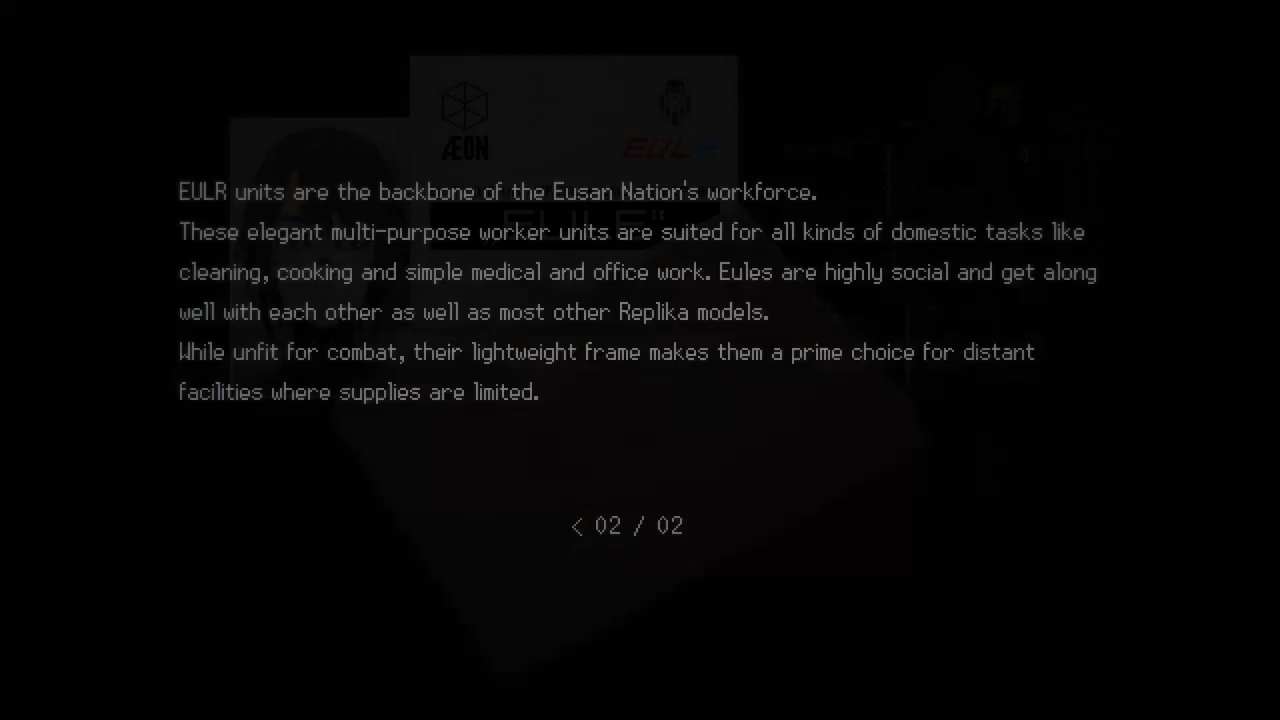 ÆON
EULR
„EULE“
EULR units are the backbone of the Eusan Nation's workforce.
These elegant multi-purpose worker units are suited for all kinds of domestic tasks like
cleaning, cooking and simple medical and office work. Eules are highly social and get along
well with each other as well as most other Replika models.
While unfit for combat, their lightweight frame makes them a prime choice for distant
facilities where supplies are limited.
< 02 / 02